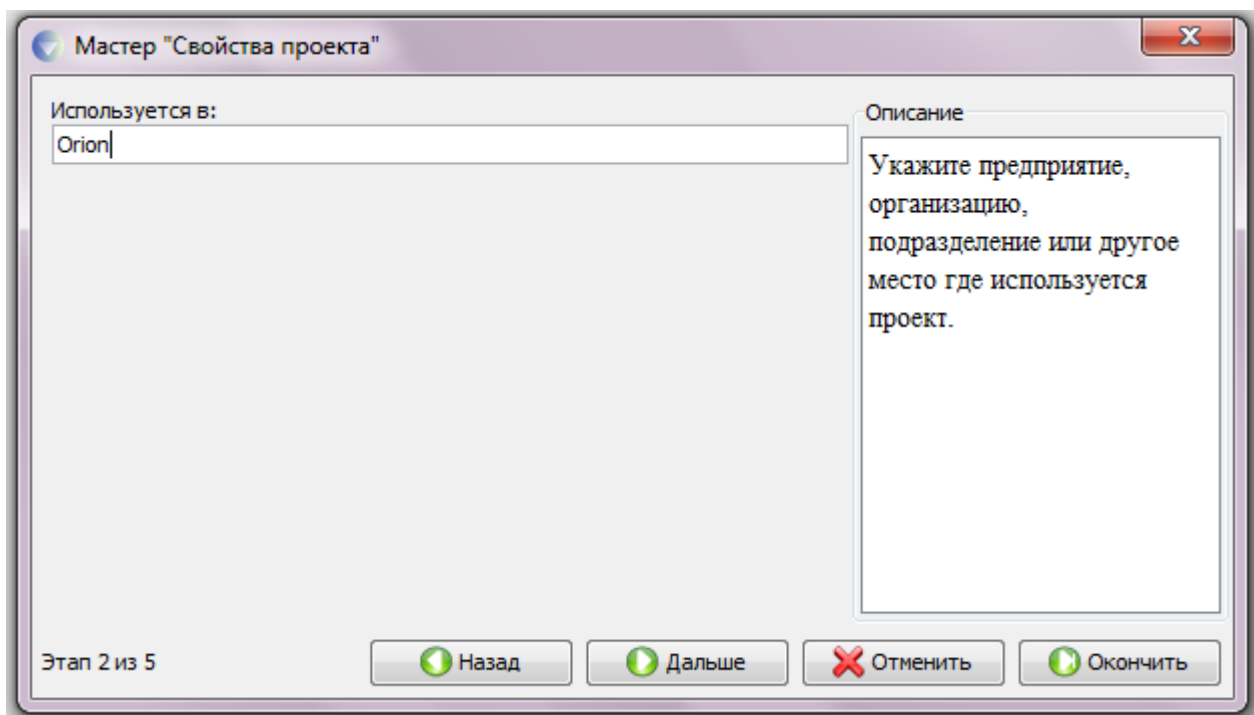 Мастер "Свойства проекта"
Используется в:
Orion
Описание
Укажите предприятие,
организацию,
подразделение или другое
место где используется
проект.
Этап 2 из 5
Назад
Дальше
Отменить
Окончить